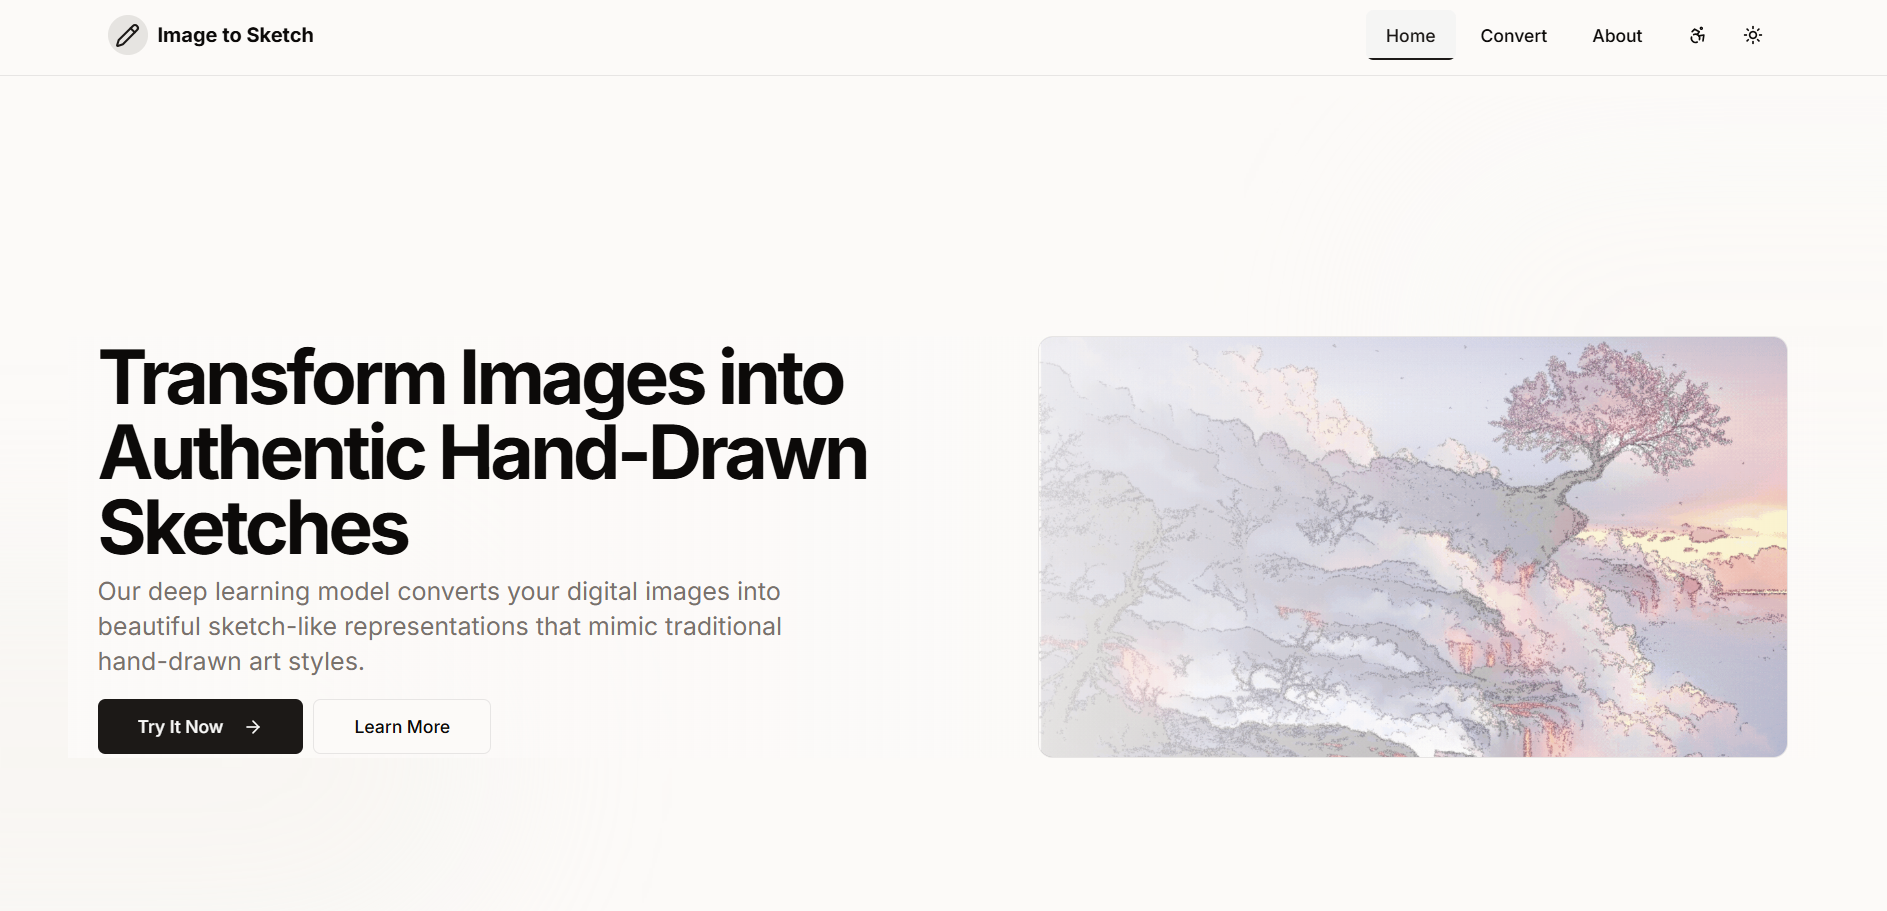 Image to Sketch
Home
Convert
About
Transform Images into
Authentic Hand-Drawn
Sketches
Our deep learning model converts your digital images into
beautiful sketch-like representations that mimic traditional
hand-drawn art styles.
Try It Now
Learn More